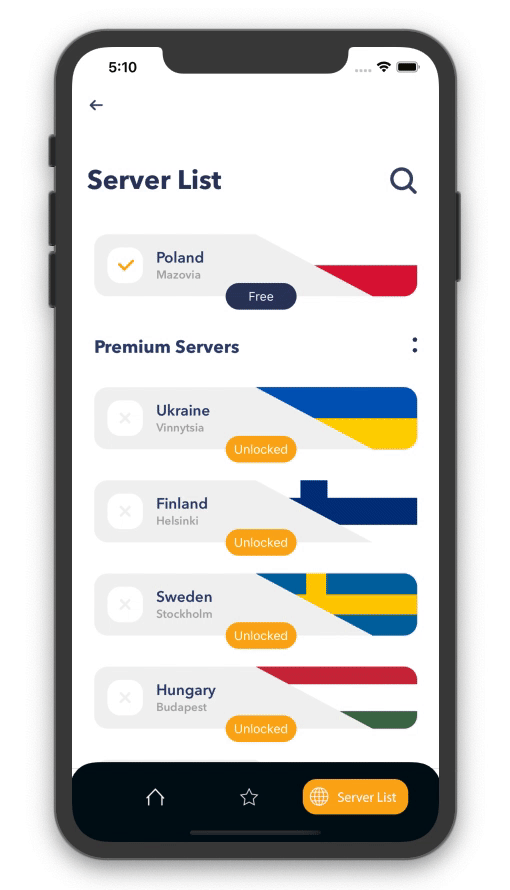 5:10
Server List
Poland
Mazovia
Free
Premium Servers
Ukraine
Vinnytsia
Unlocked
Finland
Helsinki
Unlocked
Sweden
Stockholm
Unlocked
Hungary
Budapest
Unlocked
Server List